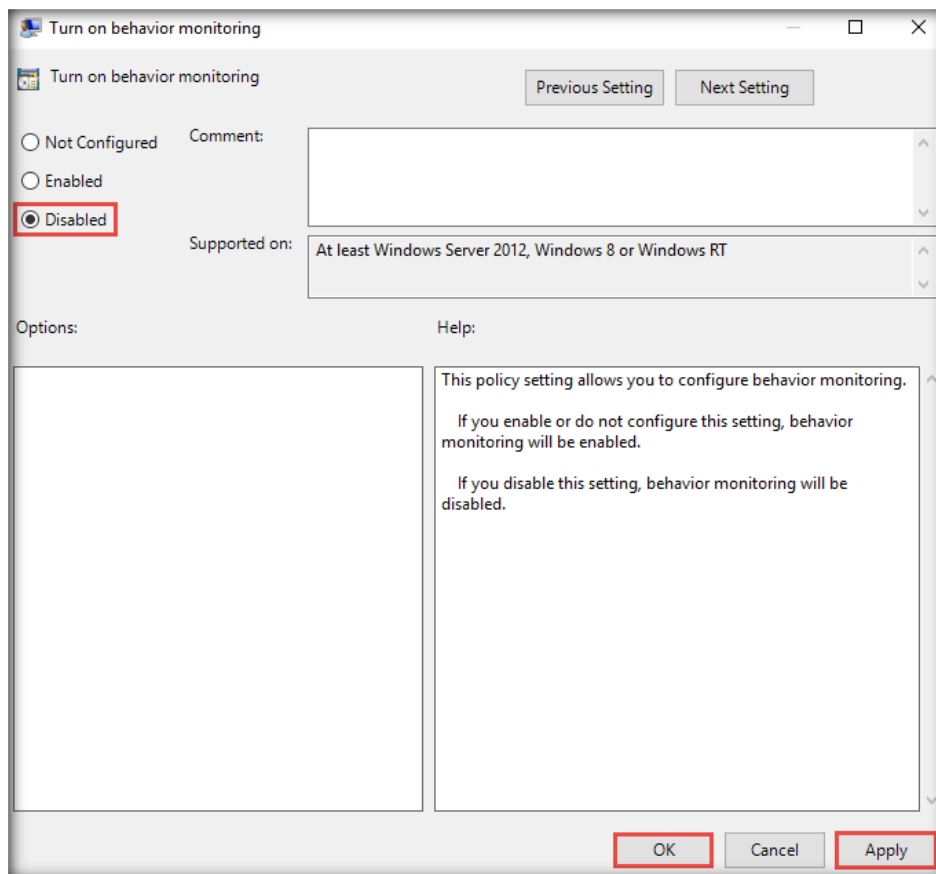 Turn on behavior monitoring
Turn on behavior monitoring
Previous Setting
Next Setting
Not Configured
Comment:
Enabled
Disabled
Supported on:
At least Windows Server 2012, Windows 8 or Windows RT
Options:
Help:
This policy setting allows you to configure behavior monitoring.
If you enable or do not configure this setting, behavior
monitoring will be enabled.
If you disable this setting, behavior monitoring will be
disabled.
OK
Cancel
Apply